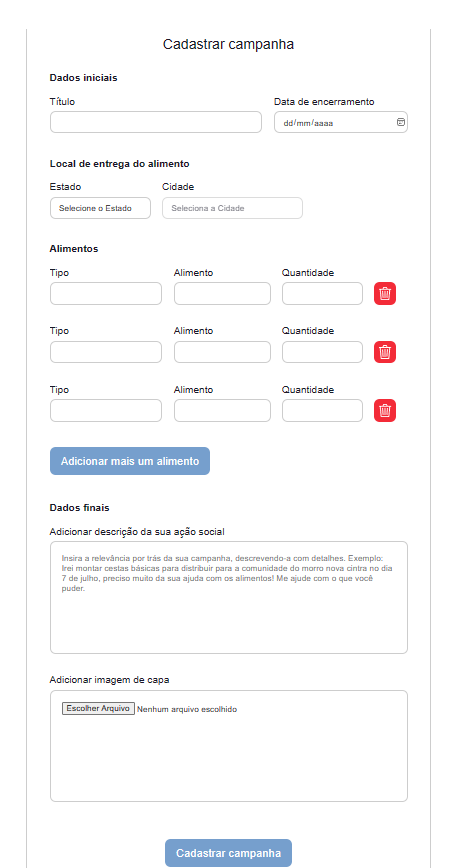 Cadastrar campanha
Dados iniciais
Título Data de encerramento
dd/mm/aaaa
Local de entrega do alimento
Estado Cidade
Selecione o Estado Seleciona a Cidade
Alimentos
Tipo Alimento Quantidade
Tipo Alimento Quantidade
Tipo Alimento Quantidade
Adicionar mais um alimento
Dados finais
Adicionar descrição da sua ação social
Insira a relevância por trás da sua campanha, descrevendo-a com detalhes. Exemplo:
Irei montar cestas básicas para distribuir para a comunidade do morro nova cintra no dia
7 de julho, preciso muito da sua ajuda com os alimentos! Me ajude com o que você
puder.
Adicionar imagem de capa
Escolher Arquivo Nenhum arquivo escolhido
Cadastrar campanha